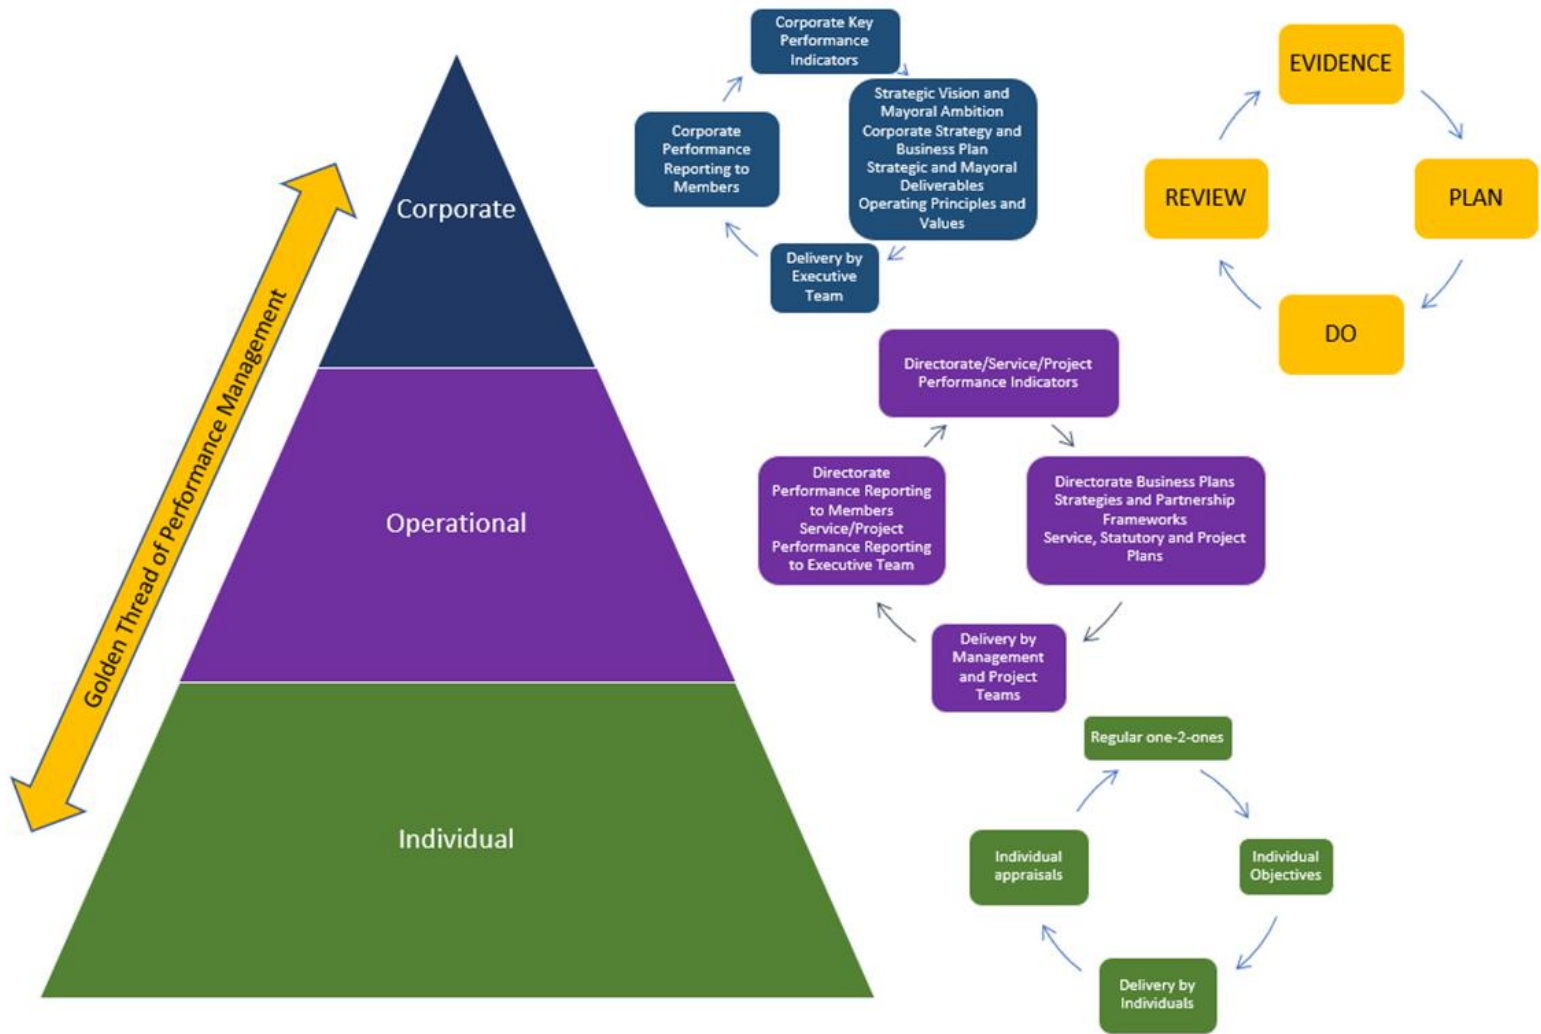 Corporate Key
Performance
Indicators
Strategic Vision and
Mayoral Ambition
Corporate Strategy and
Business Plan
Strategic and Mayoral
Deliverables
Operating Principles and
Values
Delivery by
Executive
Team
Corporate
Performance
Reporting to
Members
EVIDENCE
PLAN
DO
REVIEW
Golden Thread of Performance Management
Corporate
Operational
Individual
Directorate/Service/Project
Performance Indicators
Directorate Business Plans
Strategies and Partnership
Frameworks
Service, Statutory and Project
Plans
Delivery by
Management
and Project
Teams
Directorate
Performance Reporting
to Members
Service/Project
Performance Reporting
to Executive Team
Regular one-2-ones
Individual
Objectives
Delivery by
Individuals
Individual
appraisals